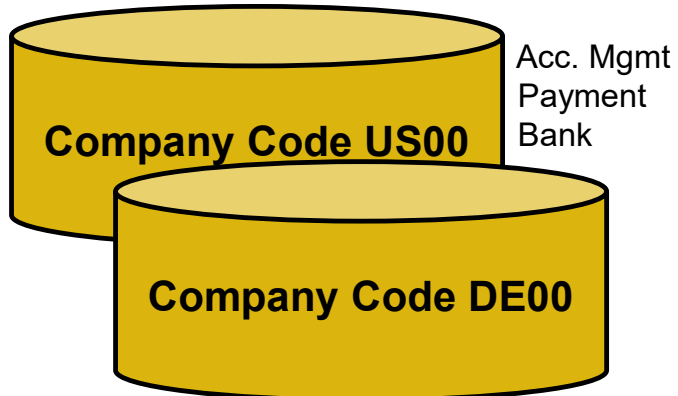 Acc. Mgmt
Payment
Bank
Company Code US00
Company Code DE00